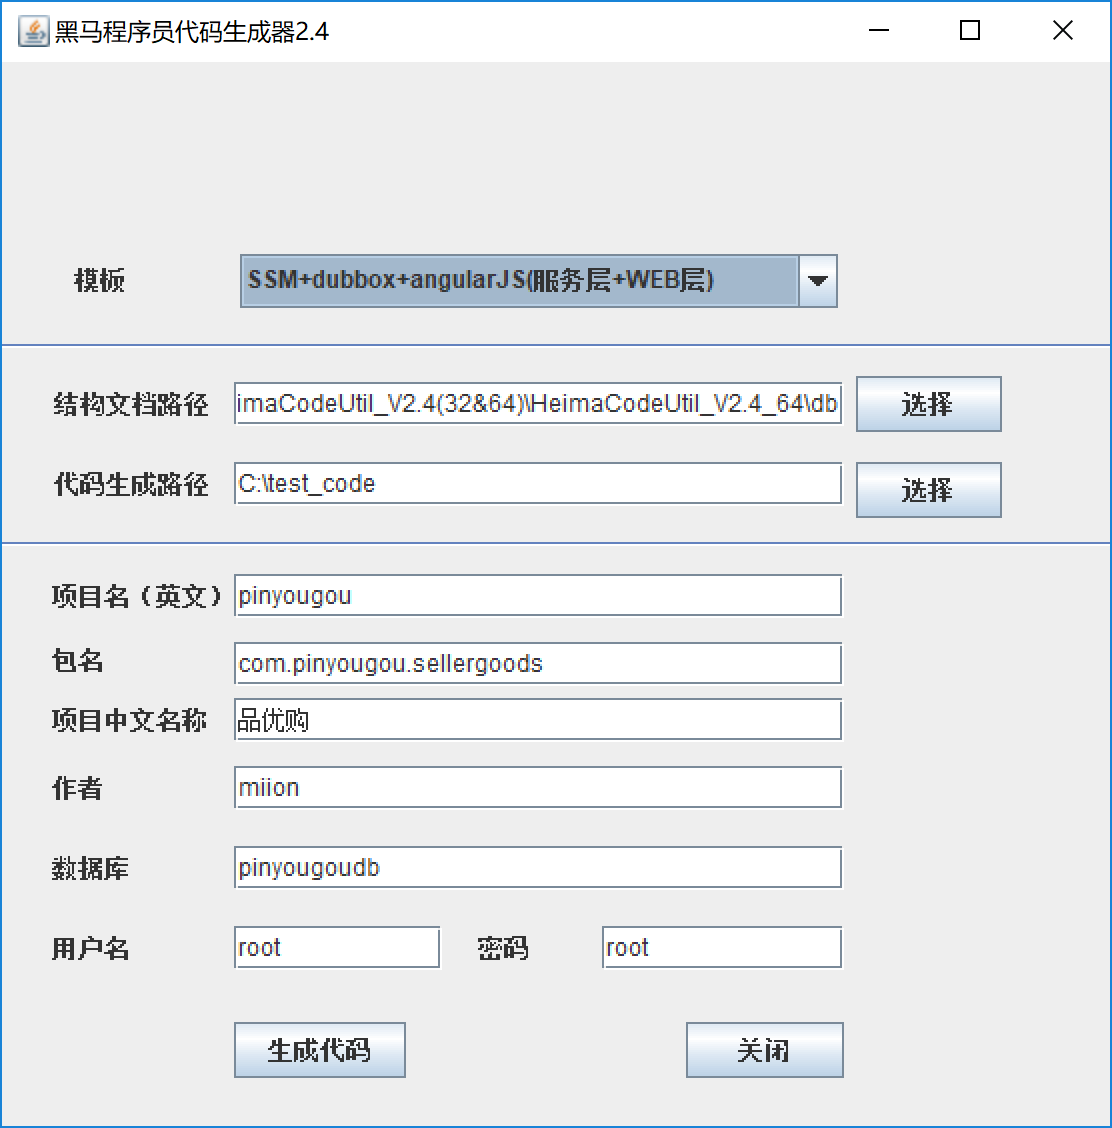 黑马程序员代码生成器2.4
模板 SSM+dubbox+angularJS(服务层+WEB层)
结构文档路径 imaCodeUtil_V2.4(32&64)\HeimaCodeUtil_V2.4_64\db 选择
代码生成路径 C:\test_code 选择
项目名（英文） pinyougou
包名 com.pinyougou.sellergoods
项目中文名称 品优购
作者 miion
数据库 pinyougoudb
用户名 root 密码 root
生成代码 关闭